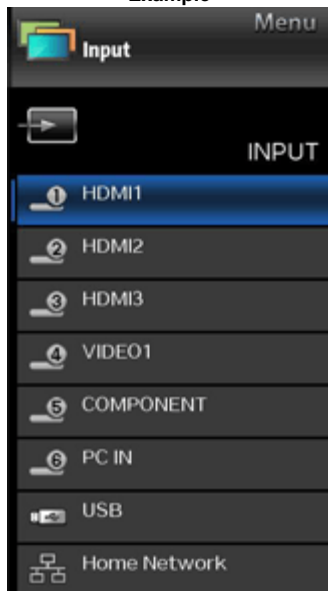 Example
Menu
Input
INPUT
1 HDMI1
2 HDMI2
3 HDMI3
4 VIDEO1
5 COMPONENT
6 PC IN
USB
Home Network